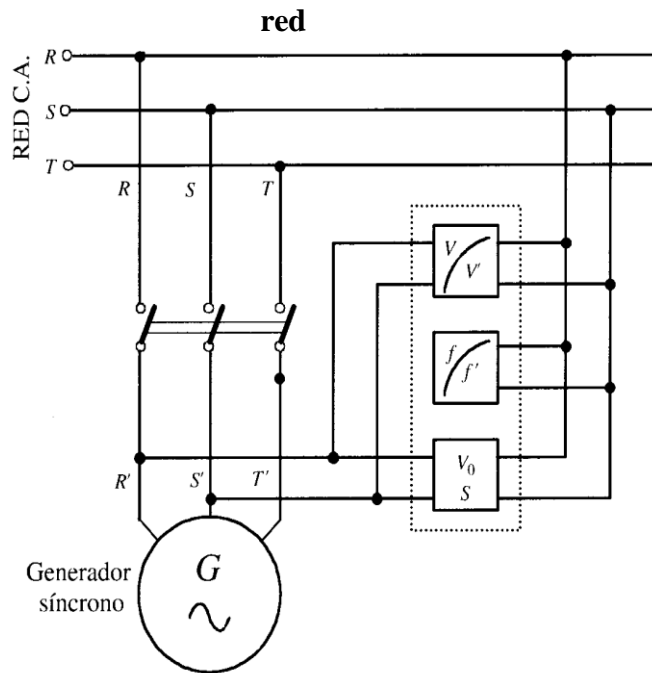 red
RED C.A.
R
S
T
R
S
T
V
V'
f
f'
V₀
S
R'
S'
T'
G
Generador
síncrono